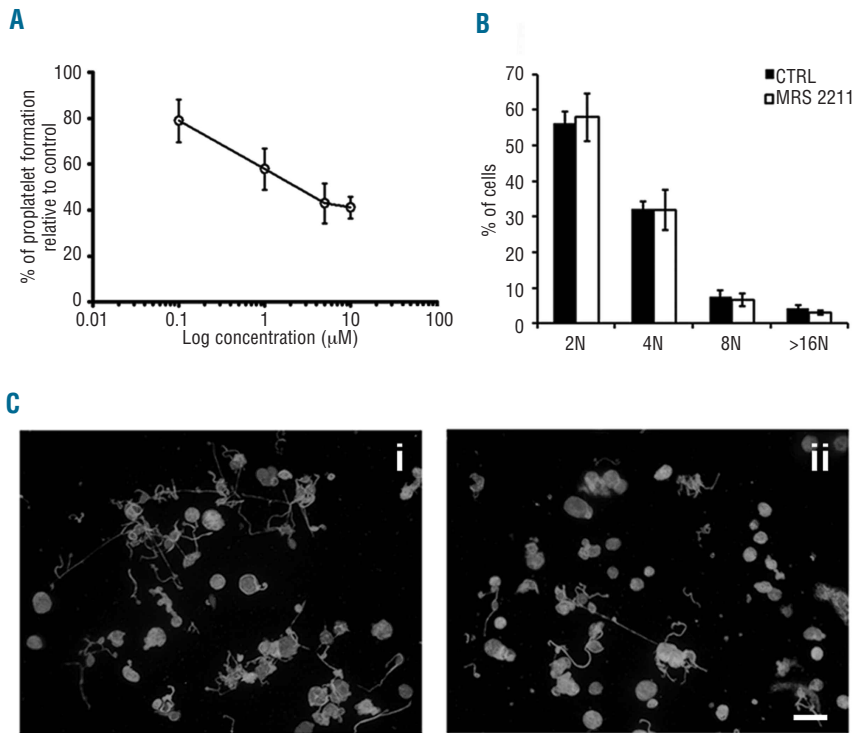 A
% of proplatelet formation
relative to control
100
80
60
40
20
0
0.01
0.1
1
10
100
Log concentration (μM)
B
% of cells
70
60
50
40
30
20
10
0
CTRL
MRS 2211
2N
4N
8N
>16N
C
i
ii